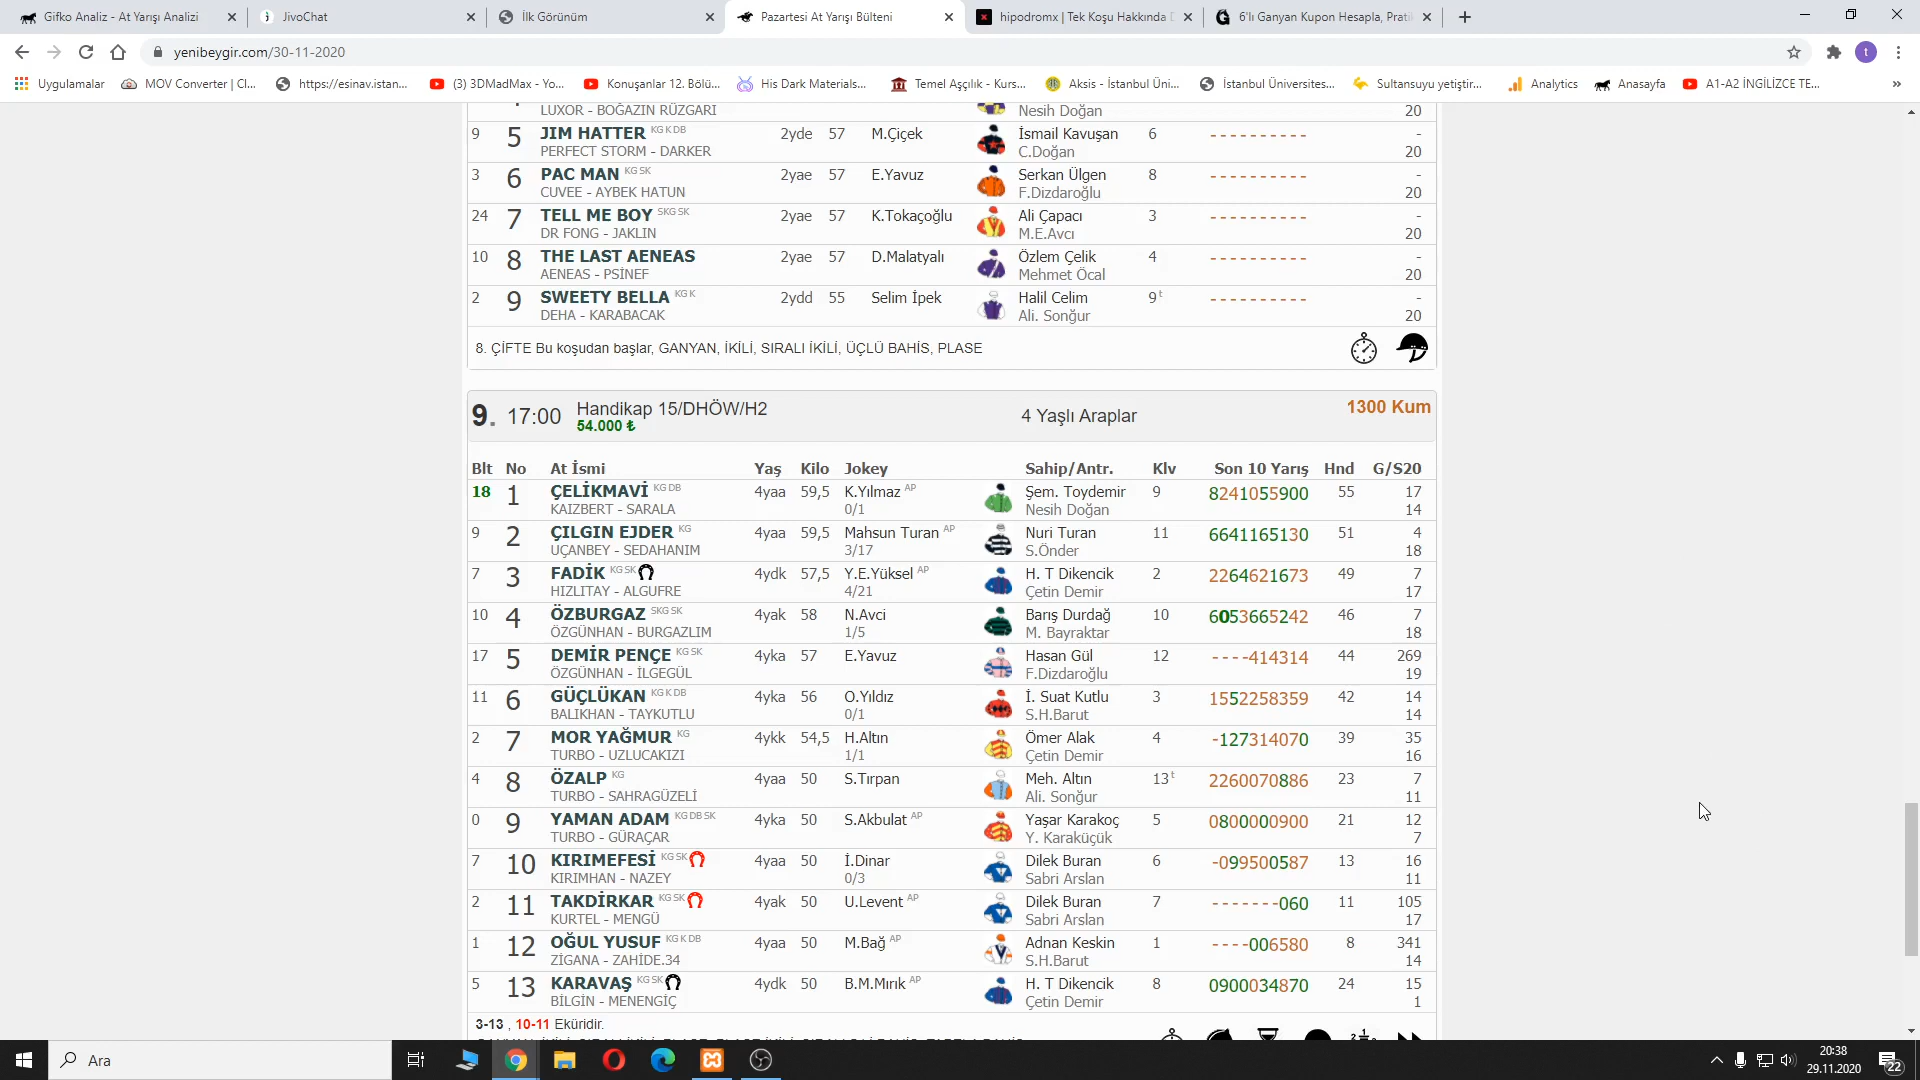 Gifko Analiz - At Yarışı Analizi
JivoChat
İlk Görünüm
Pazartesi At Yarışı Bülteni
hipodromx | Tek Koşu Hakkında
6'lı Ganyan Kupon Hesapla, Prati
yenibeygir.com/30-11-2020
t
Uygulamalar
MOV Converter | Cl...
https://esinav.istan...
(3) 3DMadMax - Yo...
Konuşanlar 12. Bölü...
His Dark Materials...
Temel Aşçılık - Kurs...
Aksis - İstanbul Üni...
İstanbul Üniversites...
Sultansuyu yetiştir...
Analytics
Anasayfa
A1-A2 İNGİLİZCE TE...
»
LUXOR - BOĞAZIN RÜZGARI Nesih Doğan 20
9 5 JIM HATTER KG K DB 2yde 57 M.Çiçek İsmail Kavuşan 6 - - - - - - - - - - -
PERFECT STORM - DARKER C.Doğan 20
3 6 PAC MAN KG SK 2yae 57 E.Yavuz Serkan Ülgen 8 - - - - - - - - - - -
CUVEE - AYBEK HATUN F.Dizdaroğlu 20
24 7 TELL ME BOY SKG SK 2yae 57 K.Tokaçoğlu Ali Çapacı 3 - - - - - - - - - - -
DR FONG - JAKLIN M.E.Avcı 20
10 8 THE LAST AENEAS 2yae 57 D.Malatyalı Özlem Çelik 4 - - - - - - - - - - -
AENEAS - PSİNEF Mehmet Öcal 20
2 9 SWEETY BELLA KG K 2ydd 55 Selim İpek Halil Celim 9 t - - - - - - - - - - -
DEHA - KARABACAK Ali. Sonğur 20
8. ÇİFTE Bu koşudan başlar, GANYAN, İKİLİ, SIRALI İKİLİ, ÜÇLÜ BAHİS, PLASE
9. 17:00 Handikap 15/DHÖW/H2 4 Yaşlı Araplar 1300 Kum
54.000 ₺
Blt No At İsmi Yaş Kilo Jokey Sahip/Antr. Klv Son 10 Yarış Hnd G/S20
18 1 ÇELİKMAVİ KG DB 4yaa 59,5 K.Yılmaz AP Şem. Toydemir 9 8241055900 55 17
KAIZBERT - SARALA 0/1 Nesih Doğan 14
9 2 ÇILGIN EJDER KG 4yaa 59,5 Mahsun Turan AP Nuri Turan 11 6641165130 51 4
UÇANBEY - SEDAHANIM 3/17 S.Önder 18
7 3 FADİK KG SK 4ydk 57,5 Y.E.Yüksel AP H. T Dikencik 2 2264621673 49 7
HIZLITAY - ALGUFRE 4/21 Çetin Demir 17
10 4 ÖZBURGAZ SKG SK 4yak 58 N.Avci Barış Durdağ 10 6053665242 46 7
ÖZGÜNHAN - BURGAZLIM 1/5 M. Bayraktar 18
17 5 DEMİR PENÇE KG SK 4yka 57 E.Yavuz Hasan Gül 12 - - - -414314 44 269
ÖZGÜNHAN - İLGEGÜL F.Dizdaroğlu 19
11 6 GÜÇLÜKAN KG K DB 4yka 56 O.Yıldız İ. Suat Kutlu 3 1552258359 42 14
BALIKHAN - TAYKUTLU 0/1 S.H.Barut 14
2 7 MOR YAĞMUR KG 4ykk 54,5 H.Altın Ömer Alak 4 -127314070 39 35
TURBO - UZLUCAKIZI 1/1 Çetin Demir 16
4 8 ÖZALP KG 4yaa 50 S.Tırpan Meh. Altın 13 t 2260070886 23 7
TURBO - SAHRAGÜZELİ Ali. Sonğur 11
0 9 YAMAN ADAM KG DB SK 4yka 50 S.Akbulat AP Yaşar Karakoç 5 0800000900 21 12
TURBO - GÜRAÇAR Y. Karaküçük 7
7 10 KIRIMEFESİ KG SK 4yaa 50 İ.Dinar Dilek Buran 6 -099500587 13 16
KIRIMHAN - NAZEY 0/3 Sabri Arslan 11
2 11 TAKDİRKAR KG SK 4yak 50 U.Levent AP Dilek Buran 7 - - - - - - -060 11 105
KURTEL - MENGÜ Sabri Arslan 17
1 12 OĞUL YUSUF KG K DB 4yaa 50 M.Bağ AP Adnan Keskin 1 - - - -006580 8 341
ZİGANA - ZAHİDE.34 S.H.Barut 14
5 13 KARAVAŞ KG SK 4ydk 50 B.M.Mırık AP H. T Dikencik 8 0900034870 24 15
BİLGİN - MENENGİÇ Çetin Demir 1
3-13 , 10-11 Eküridir.
Ara
20:38
29.11.2020
22